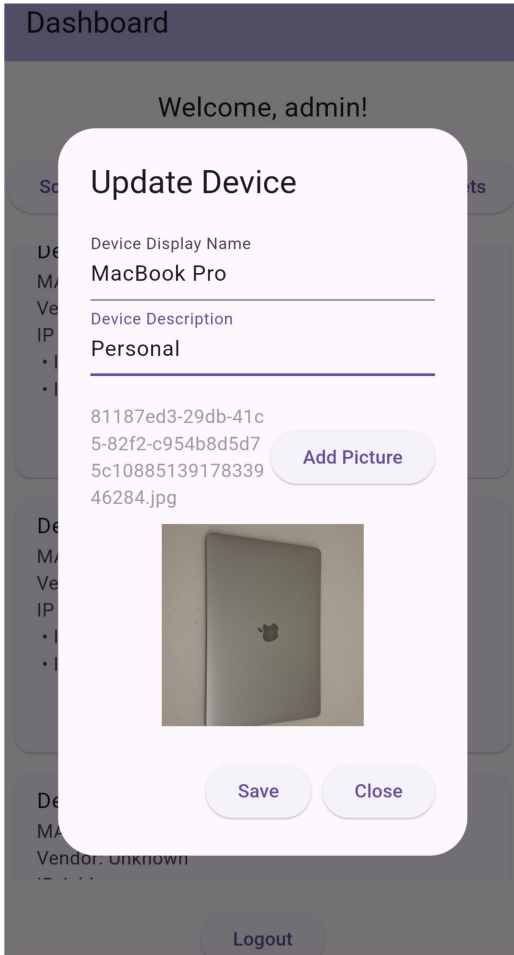 Dashboard
Welcome, admin!
Update Device
Device Display Name
MacBook Pro
Device Description
Personal
81187ed3-29db-41c
5-82f2-c954b8d5d7
5c10885139178339
46284.jpg
Add Picture
Save
Close
Vendor: Unknown
Logout